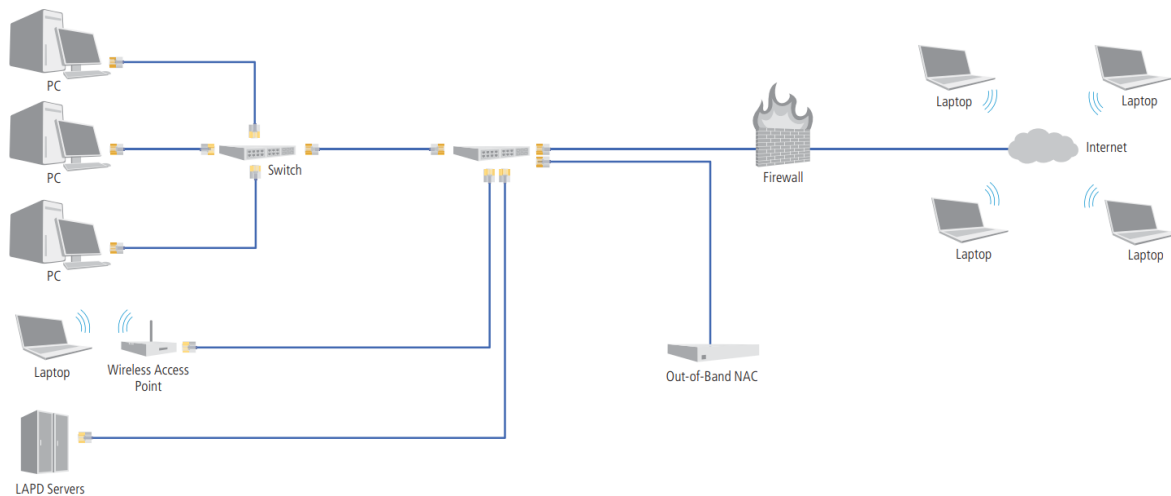 PC
PC
PC
Switch
Firewall
Laptop
Laptop
Internet
Laptop
Laptop
Laptop
Wireless Access
Point
Out-of-Band NAC
LAPD Servers